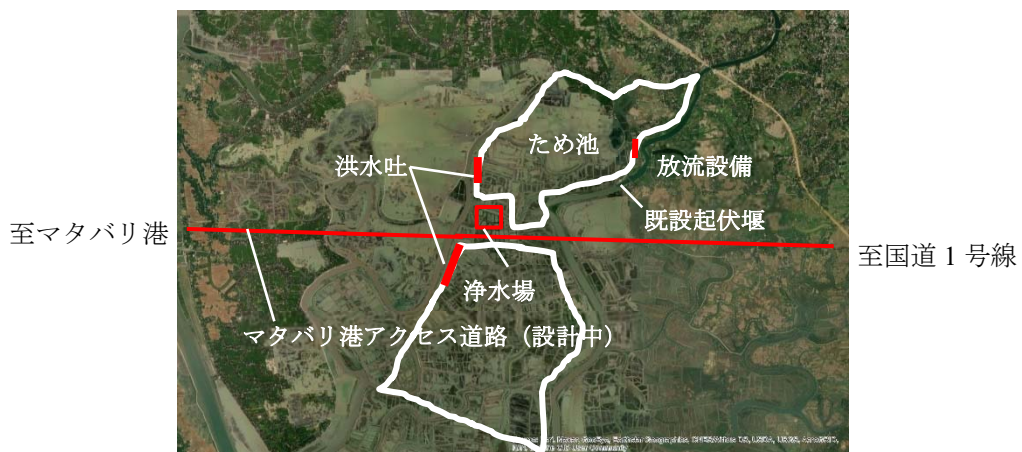 ため池
洪水吐
放流設備
既設起伏堰
至マタバリ港
至国道 1 号線
浄水場
マタバリ港アクセス道路（設計中）